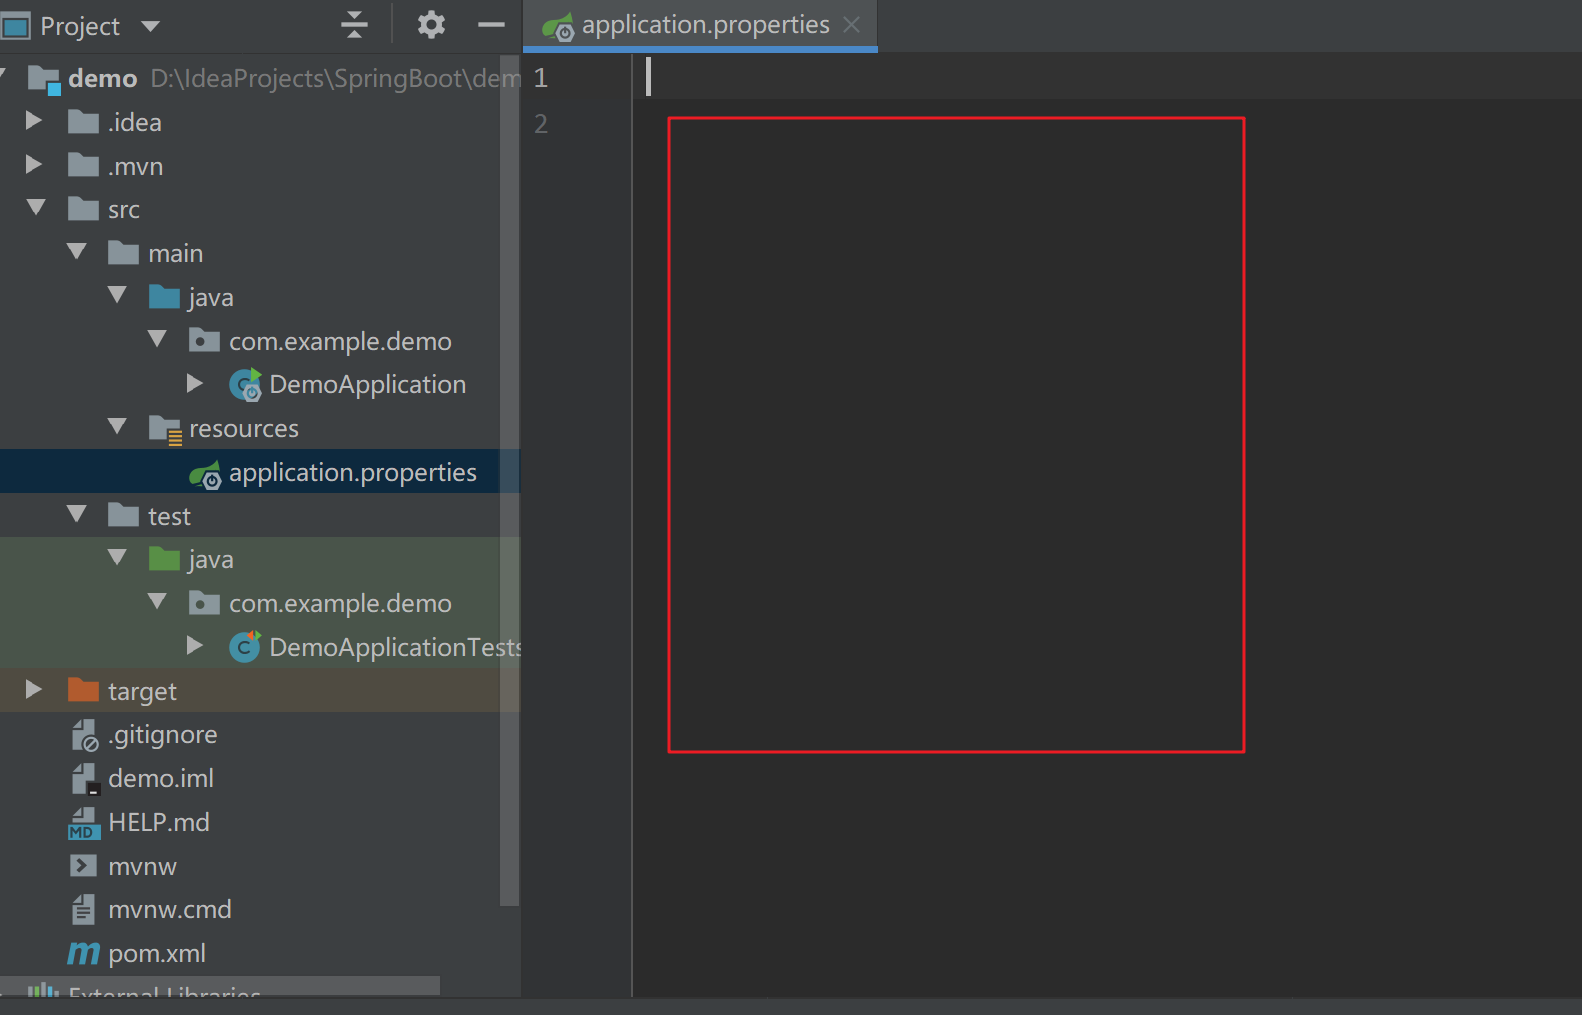 Project
application.properties
demo D:\IdeaProjects\SpringBoot\dem
1
.idea
2
.mvn
src
main
java
com.example.demo
DemoApplication
resources
application.properties
test
java
com.example.demo
DemoApplicationTests
target
.gitignore
demo.iml
MD HELP.md
mvnw
mvnw.cmd
m pom.xml
External Libraries